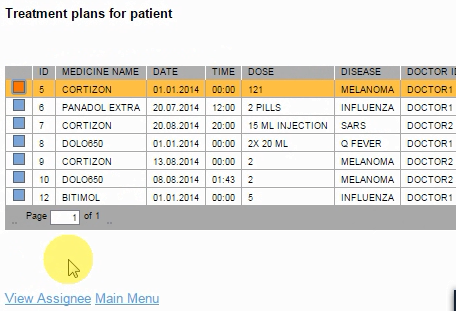 Treatment plans for patient
ID MEDICINE NAME DATE TIME DOSE DISEASE DOCTOR ID
5 CORTIZON 01.01.2014 00:00 121 MELANOMA DOCTOR1
6 PANADOL EXTRA 20.07.2014 12:00 2 PILLS INFLUENZA DOCTOR1
7 CORTIZON 20.08.2014 20:00 15 ML INJECTION SARS DOCTOR2
8 DOLO650 01.01.2014 00:00 2X 20 ML Q FEVER DOCTOR1
9 CORTIZON 13.08.2014 00:00 2 MELANOMA DOCTOR2
10 DOLO650 08.08.2014 01:43 2 MELANOMA DOCTOR2
12 BITIMOL 01.01.2014 00:00 5 INFLUENZA DOCTOR1
.. Page 1 of 1 ..
View Assignee Main Menu